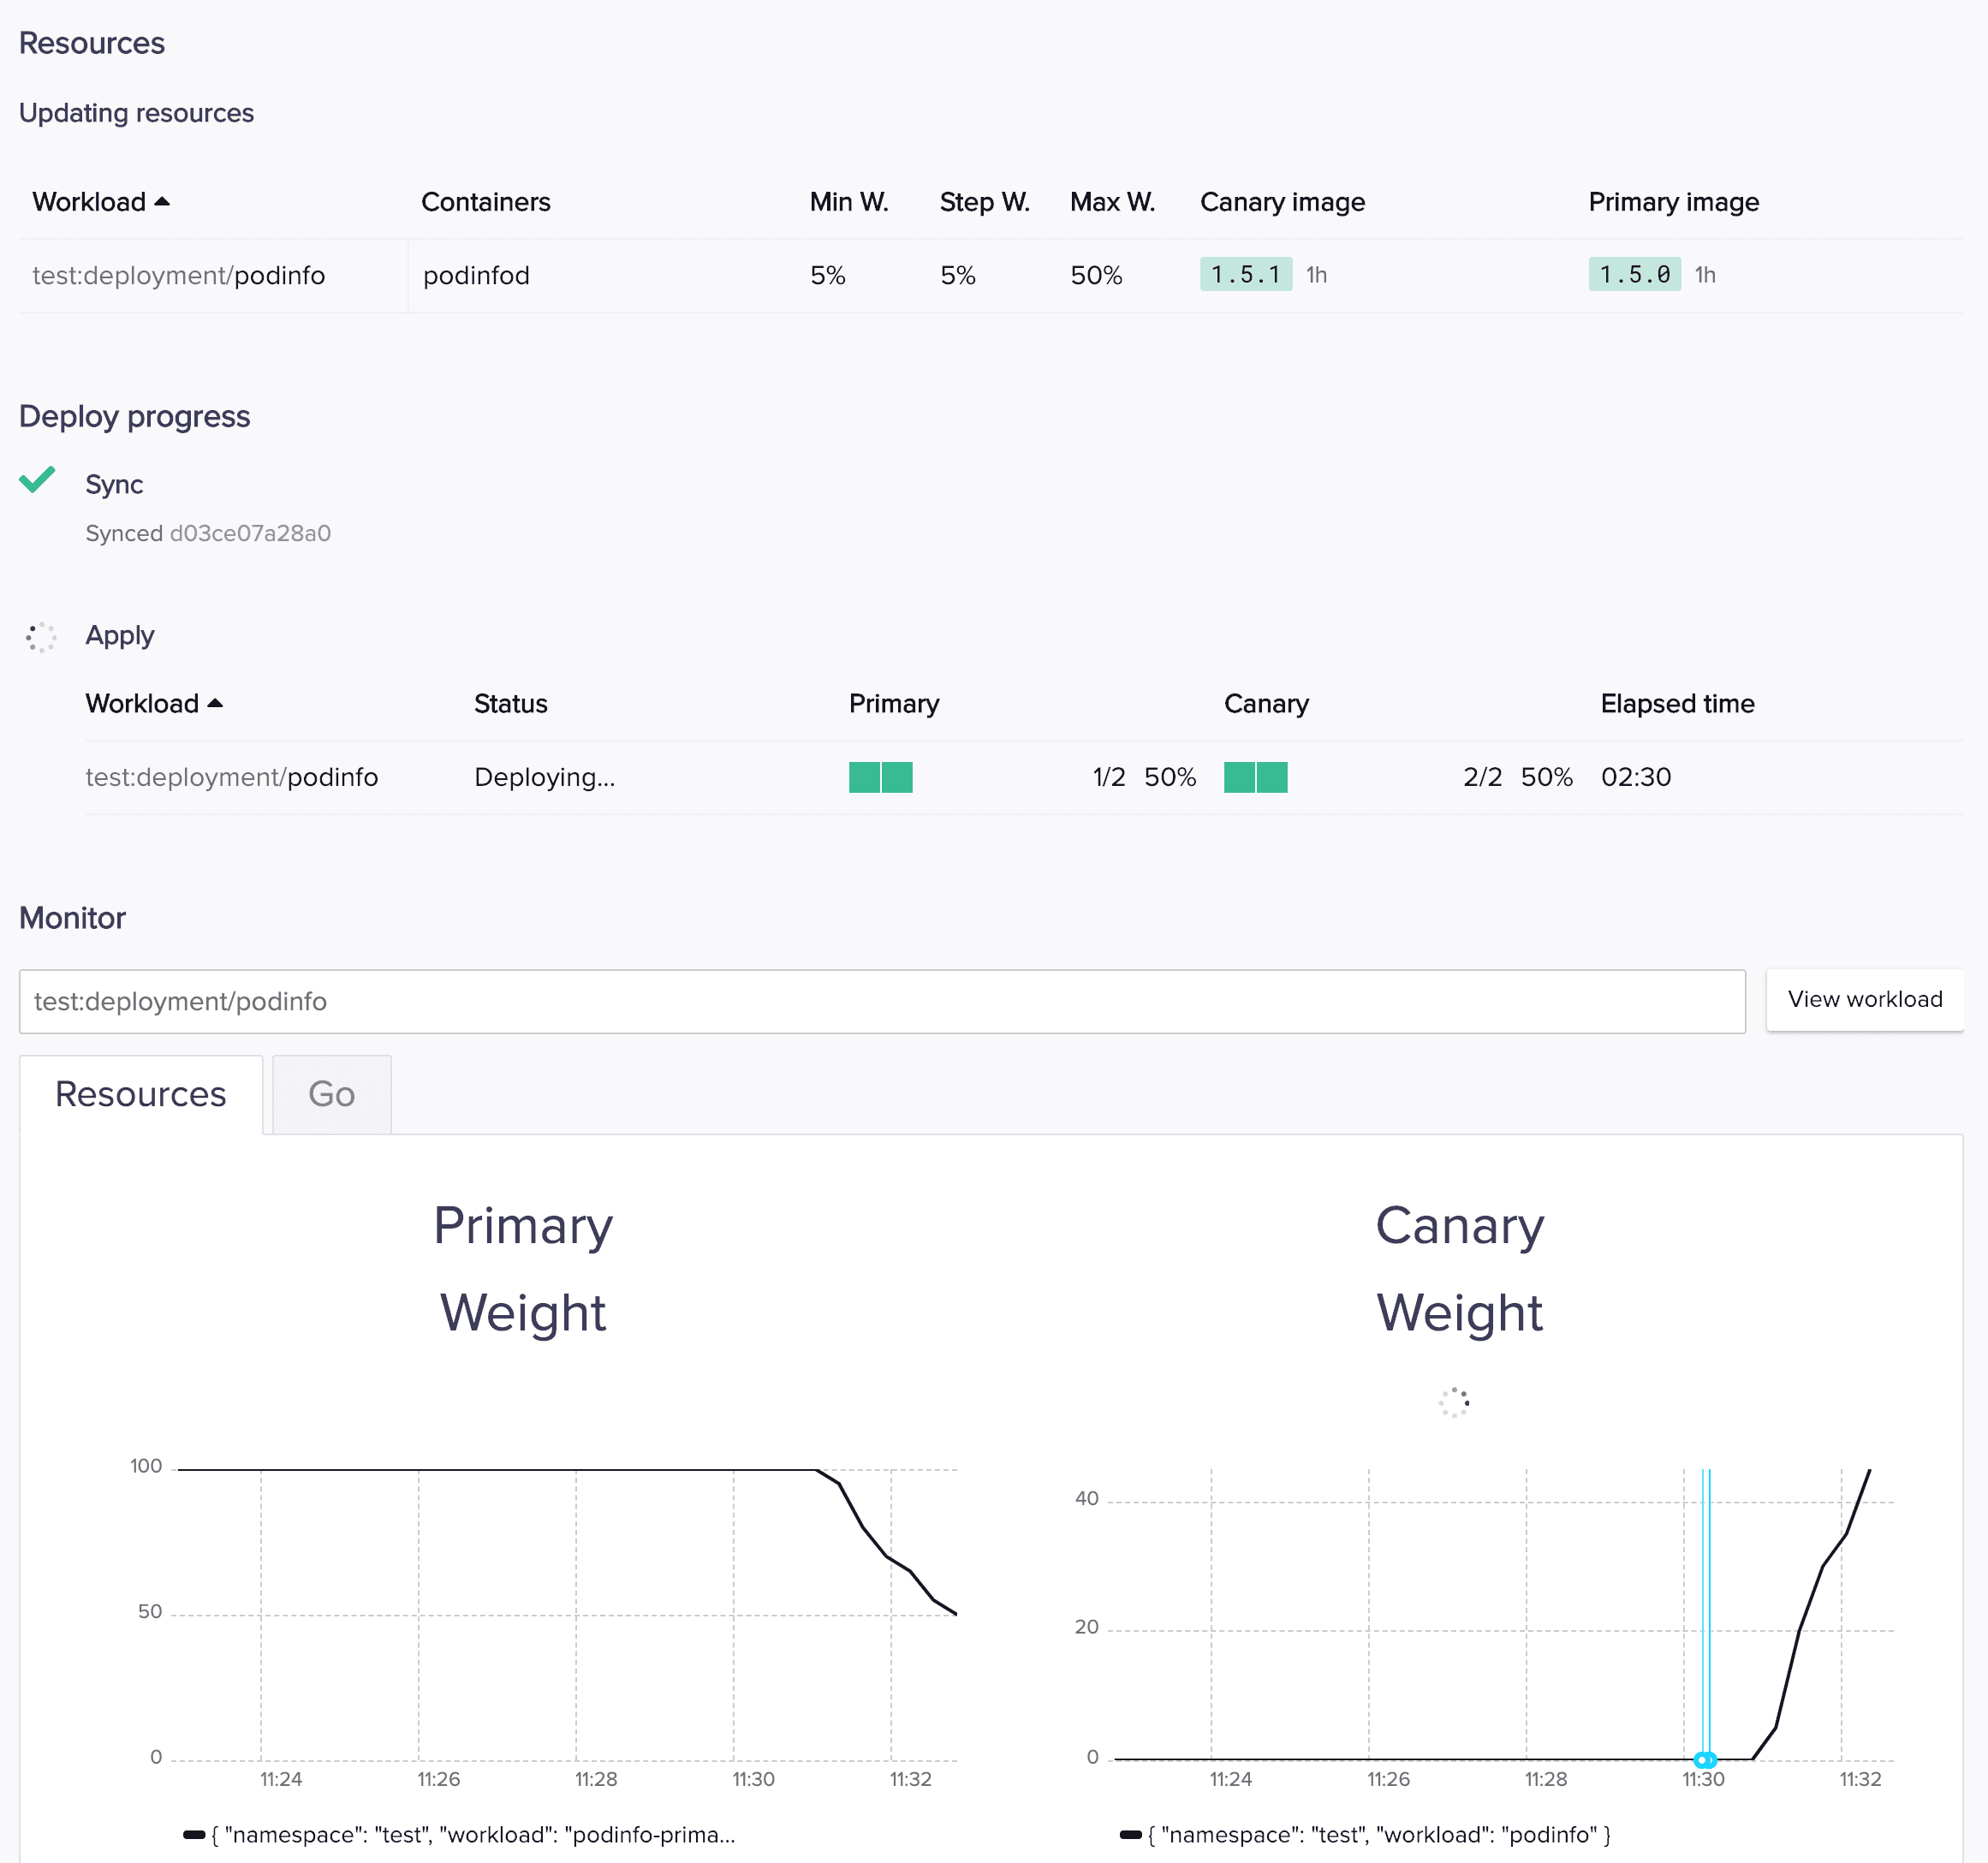 Resources
Updating resources
Workload Containers Min W. Step W. Max W. Canary image Primary image
test:deployment/podinfo podinfod 5% 5% 50% 1.5.1 1h 1.5.0 1h
Deploy progress
Sync
Synced d03ce07a28a0
Apply
Workload Status Primary Canary Elapsed time
test:deployment/podinfo Deploying... 1/2 50% 2/2 50% 02:30
Monitor
test:deployment/podinfo View workload
Resources Go
Primary
Weight
100
50
0
11:24 11:26 11:28 11:30 11:32
{ "namespace": "test", "workload": "podinfo-prima...
Canary
Weight
40
20
0
11:24 11:26 11:28 11:30 11:32
{ "namespace": "test", "workload": "podinfo" }